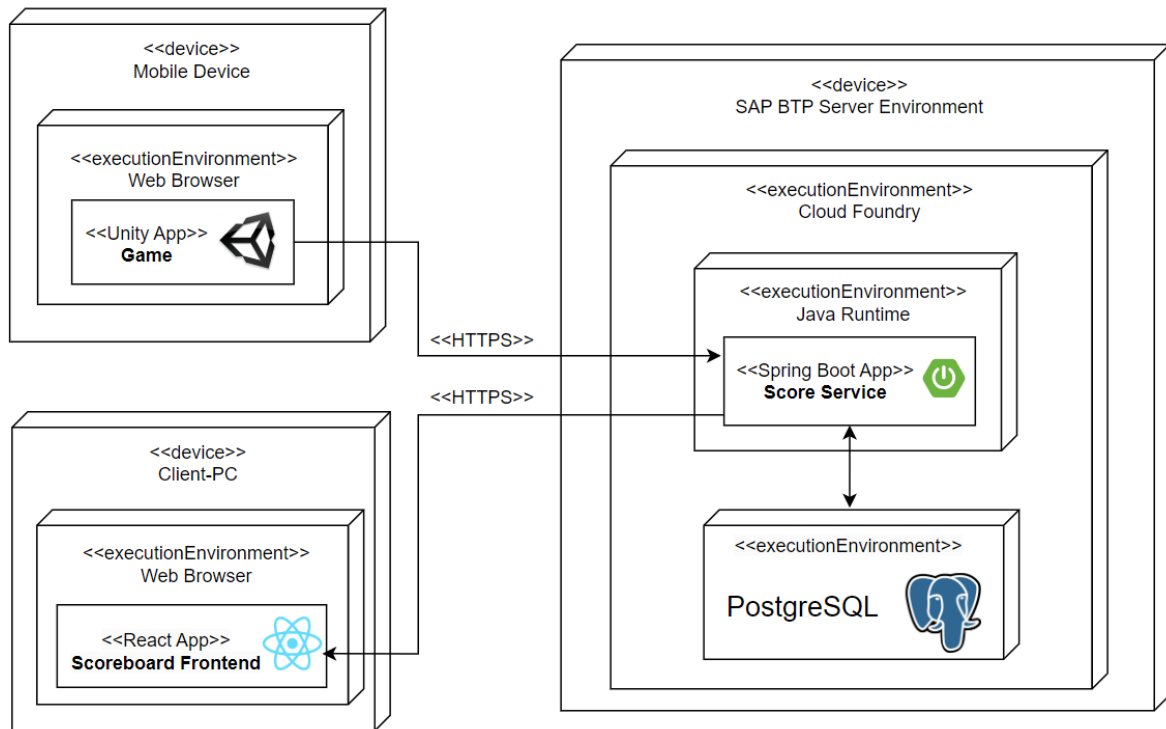 <<device>>
Mobile Device
<<executionEnvironment>>
Web Browser
<<Unity App>>
Game
<<HTTPS>>
<<HTTPS>>
<<device>>
Client-PC
<<executionEnvironment>>
Web Browser
<<React App>>
Scoreboard Frontend
<<device>>
SAP BTP Server Environment
<<executionEnvironment>>
Cloud Foundry
<<executionEnvironment>>
Java Runtime
<<Spring Boot App>>
Score Service
<<executionEnvironment>>
PostgreSQL